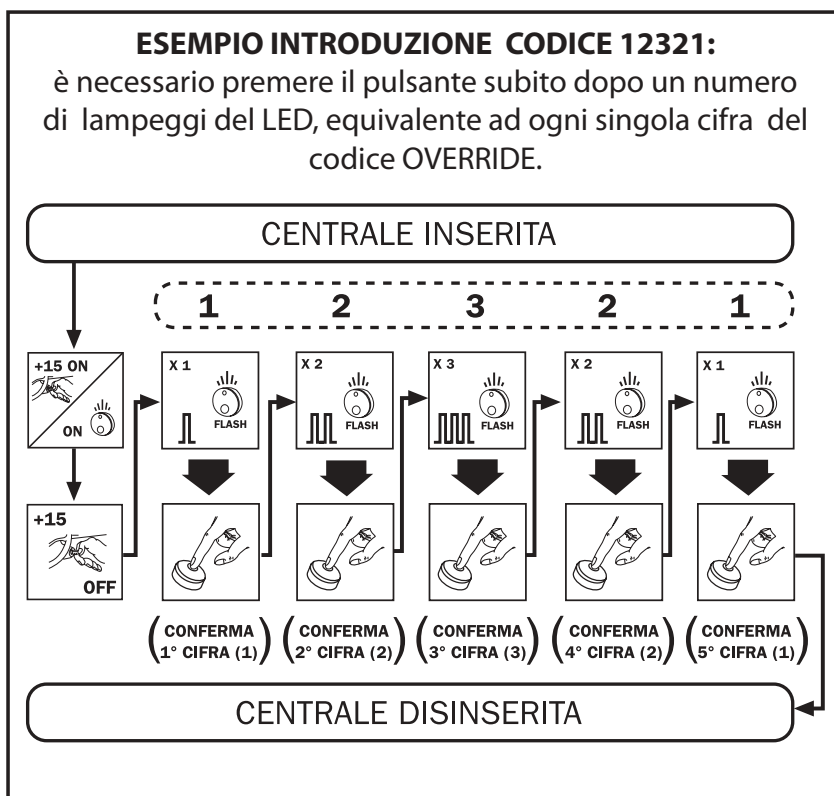 ESEMPIO INTRODUZIONE CODICE 12321:
è necessario premere il pulsante subito dopo un numero
di lampeggi del LED, equivalente ad ogni singola cifra del
codice OVERRIDE.
CENTRALE INSERITA
1 2 3 2 1
+15 ON
ON
X 1
FLASH
X 2
FLASH
X 3
FLASH
X 2
FLASH
X 1
FLASH
+15
OFF
(CONFERMA
1° CIFRA (1))
(CONFERMA
2° CIFRA (2))
(CONFERMA
3° CIFRA (3))
(CONFERMA
4° CIFRA (2))
(CONFERMA
5° CIFRA (1))
CENTRALE DISINSERITA